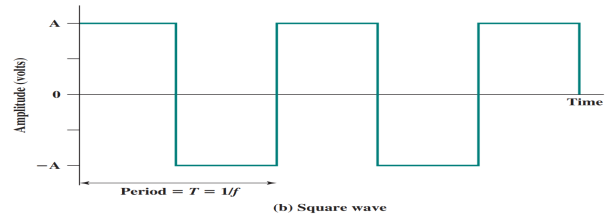 A
Amplitude (volts)
0
Time
–A
Period = T = 1/f
(b) Square wave